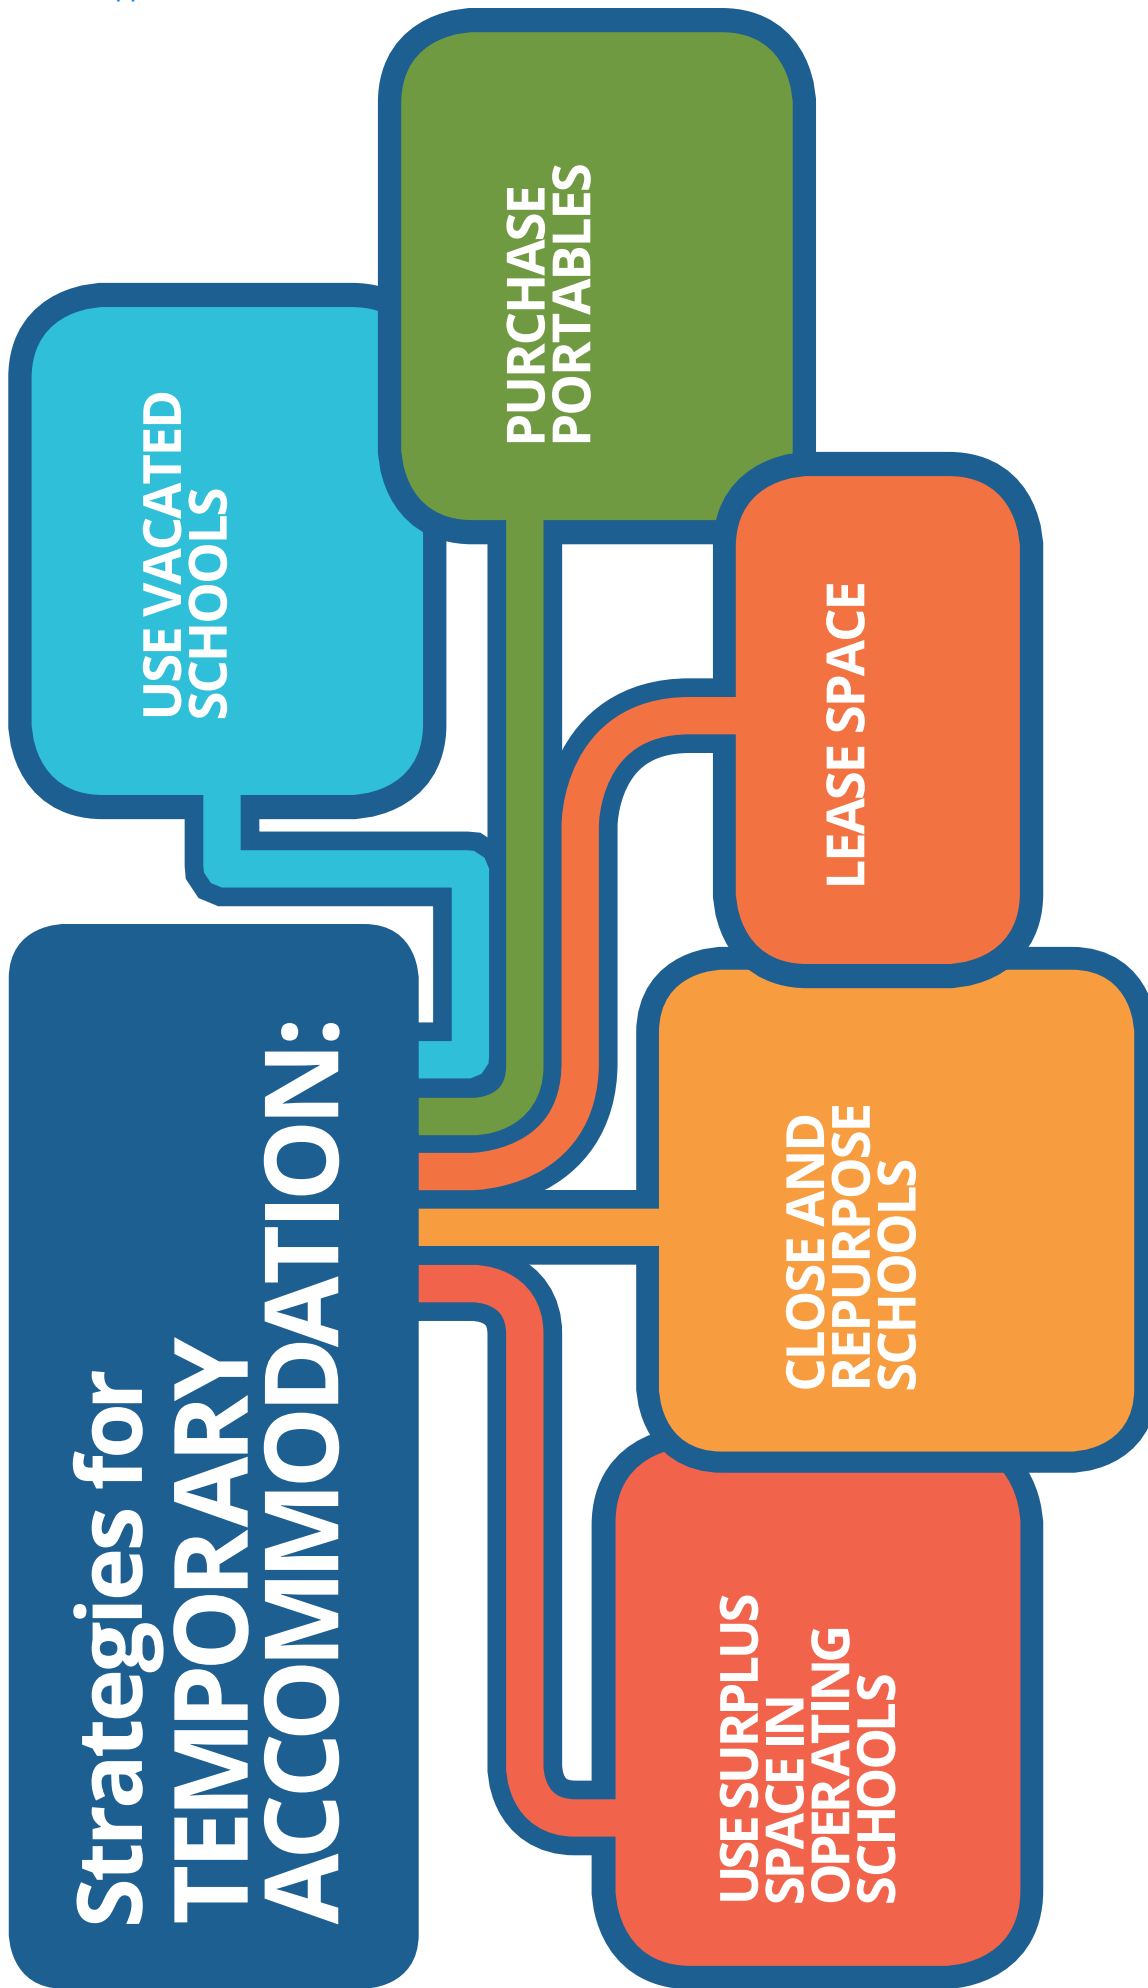 Strategies for
TEMPORARY
ACCOMMODATION:
USE SURPLUS
SPACE IN
OPERATING
SCHOOLS
CLOSE AND
REPURPOSE
SCHOOLS
LEASE SPACE
PURCHASE
PORTABLES
USE VACATED
SCHOOLS